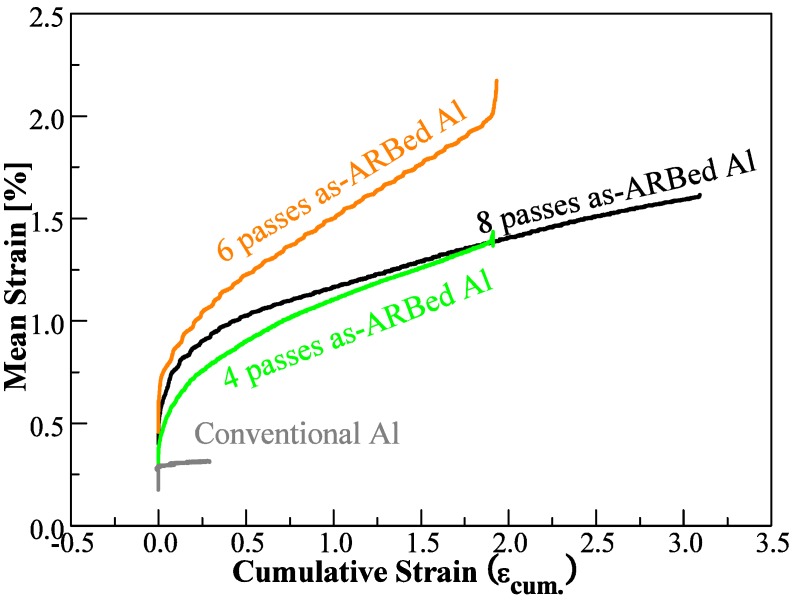 2.5
2.0
1.5
1.0
0.5
0.0
Mean Strain [%]
6 passes as-ARBed Al
8 passes as-ARBed Al
4 passes as-ARBed Al
Conventional Al
-0.5 0.0 0.5 1.0 1.5 2.0 2.5 3.0 3.5
Cumulative Strain (εcum.)